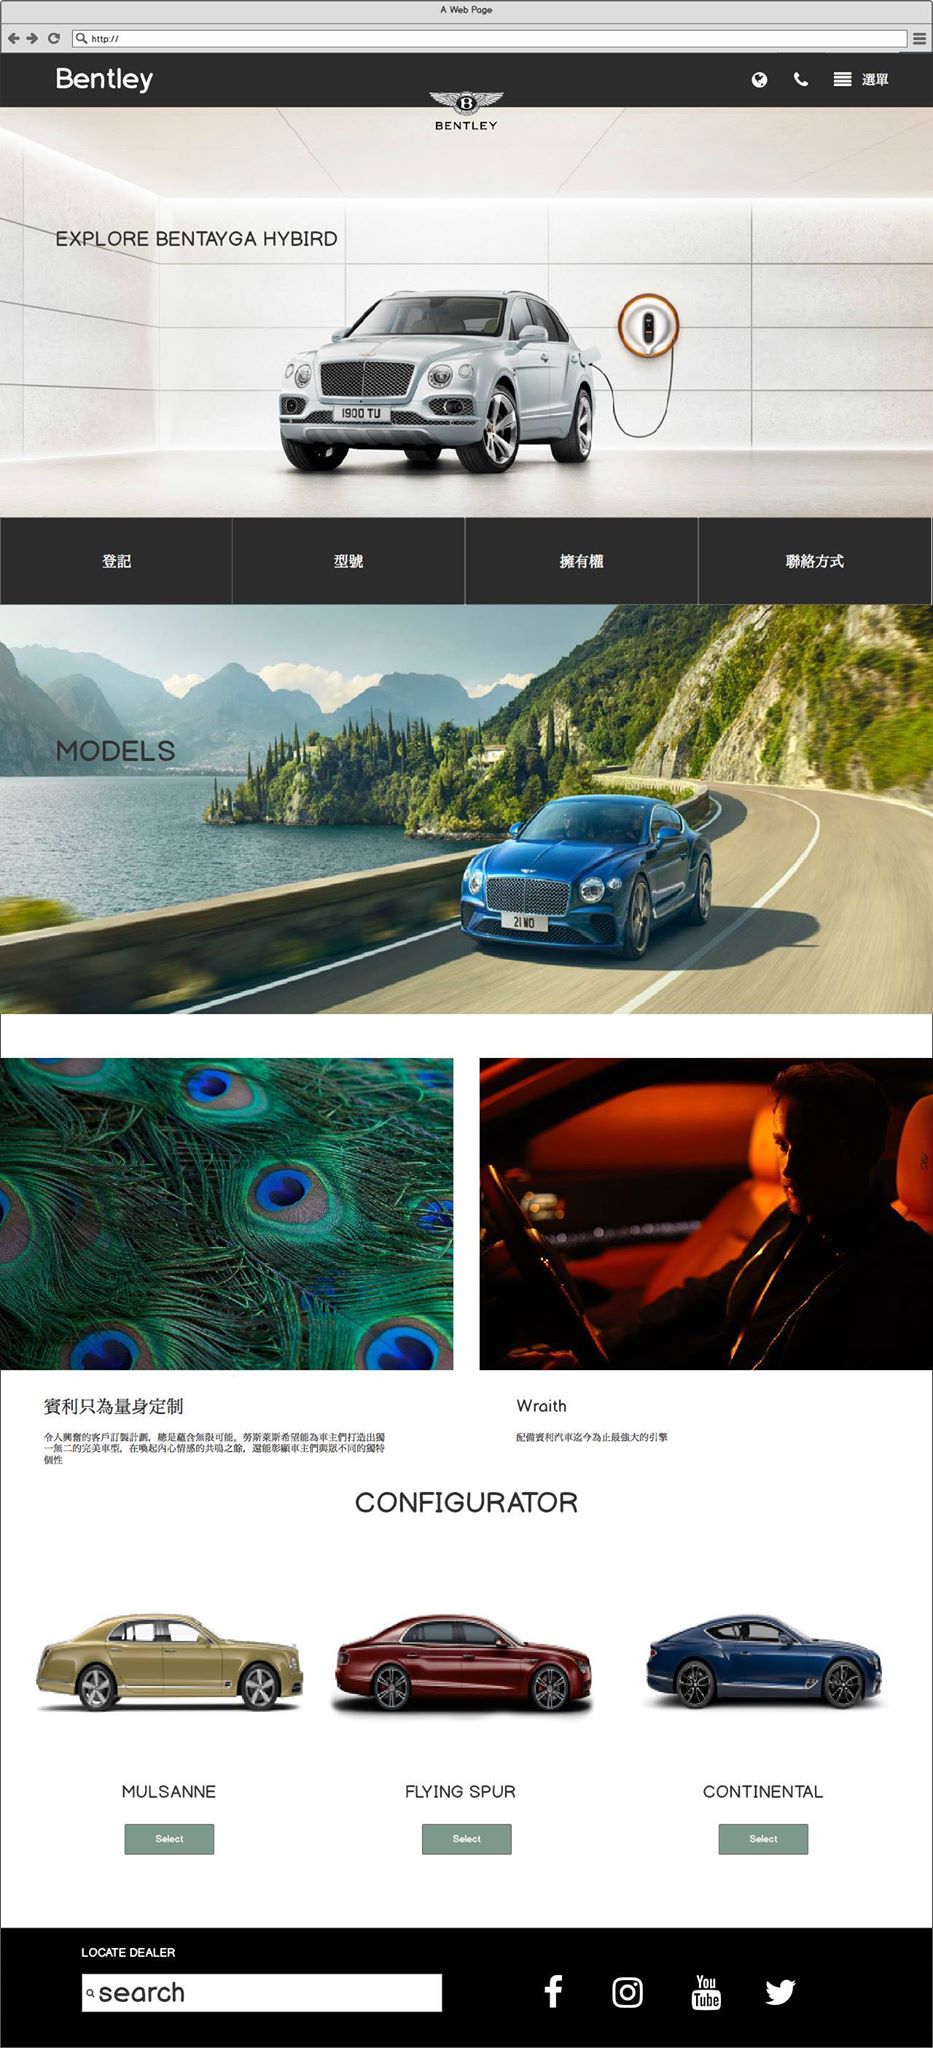 A Web Page
http://
Bentley
選單
B
BENTLEY
EXPLORE BENTAYGA HYBIRD
1900 TU
登記
型號
擁有權
聯絡方式
MODELS
21 WO
賓利只為量身定制
令人興奮的客戶訂製計劃，總是蘊含無限可能。勞斯萊斯希望能為車主們打造出獨
一無二的完美車型，在喚起內心情感的共鳴之餘，還能彰顯車主們與眾不同的獨特
個性
Wraith
配備賓利汽車迄今為止最強大的引擎
CONFIGURATOR
MULSANNE
FLYING SPUR
CONTINENTAL
Select
Select
Select
LOCATE DEALER
search
You
Tube